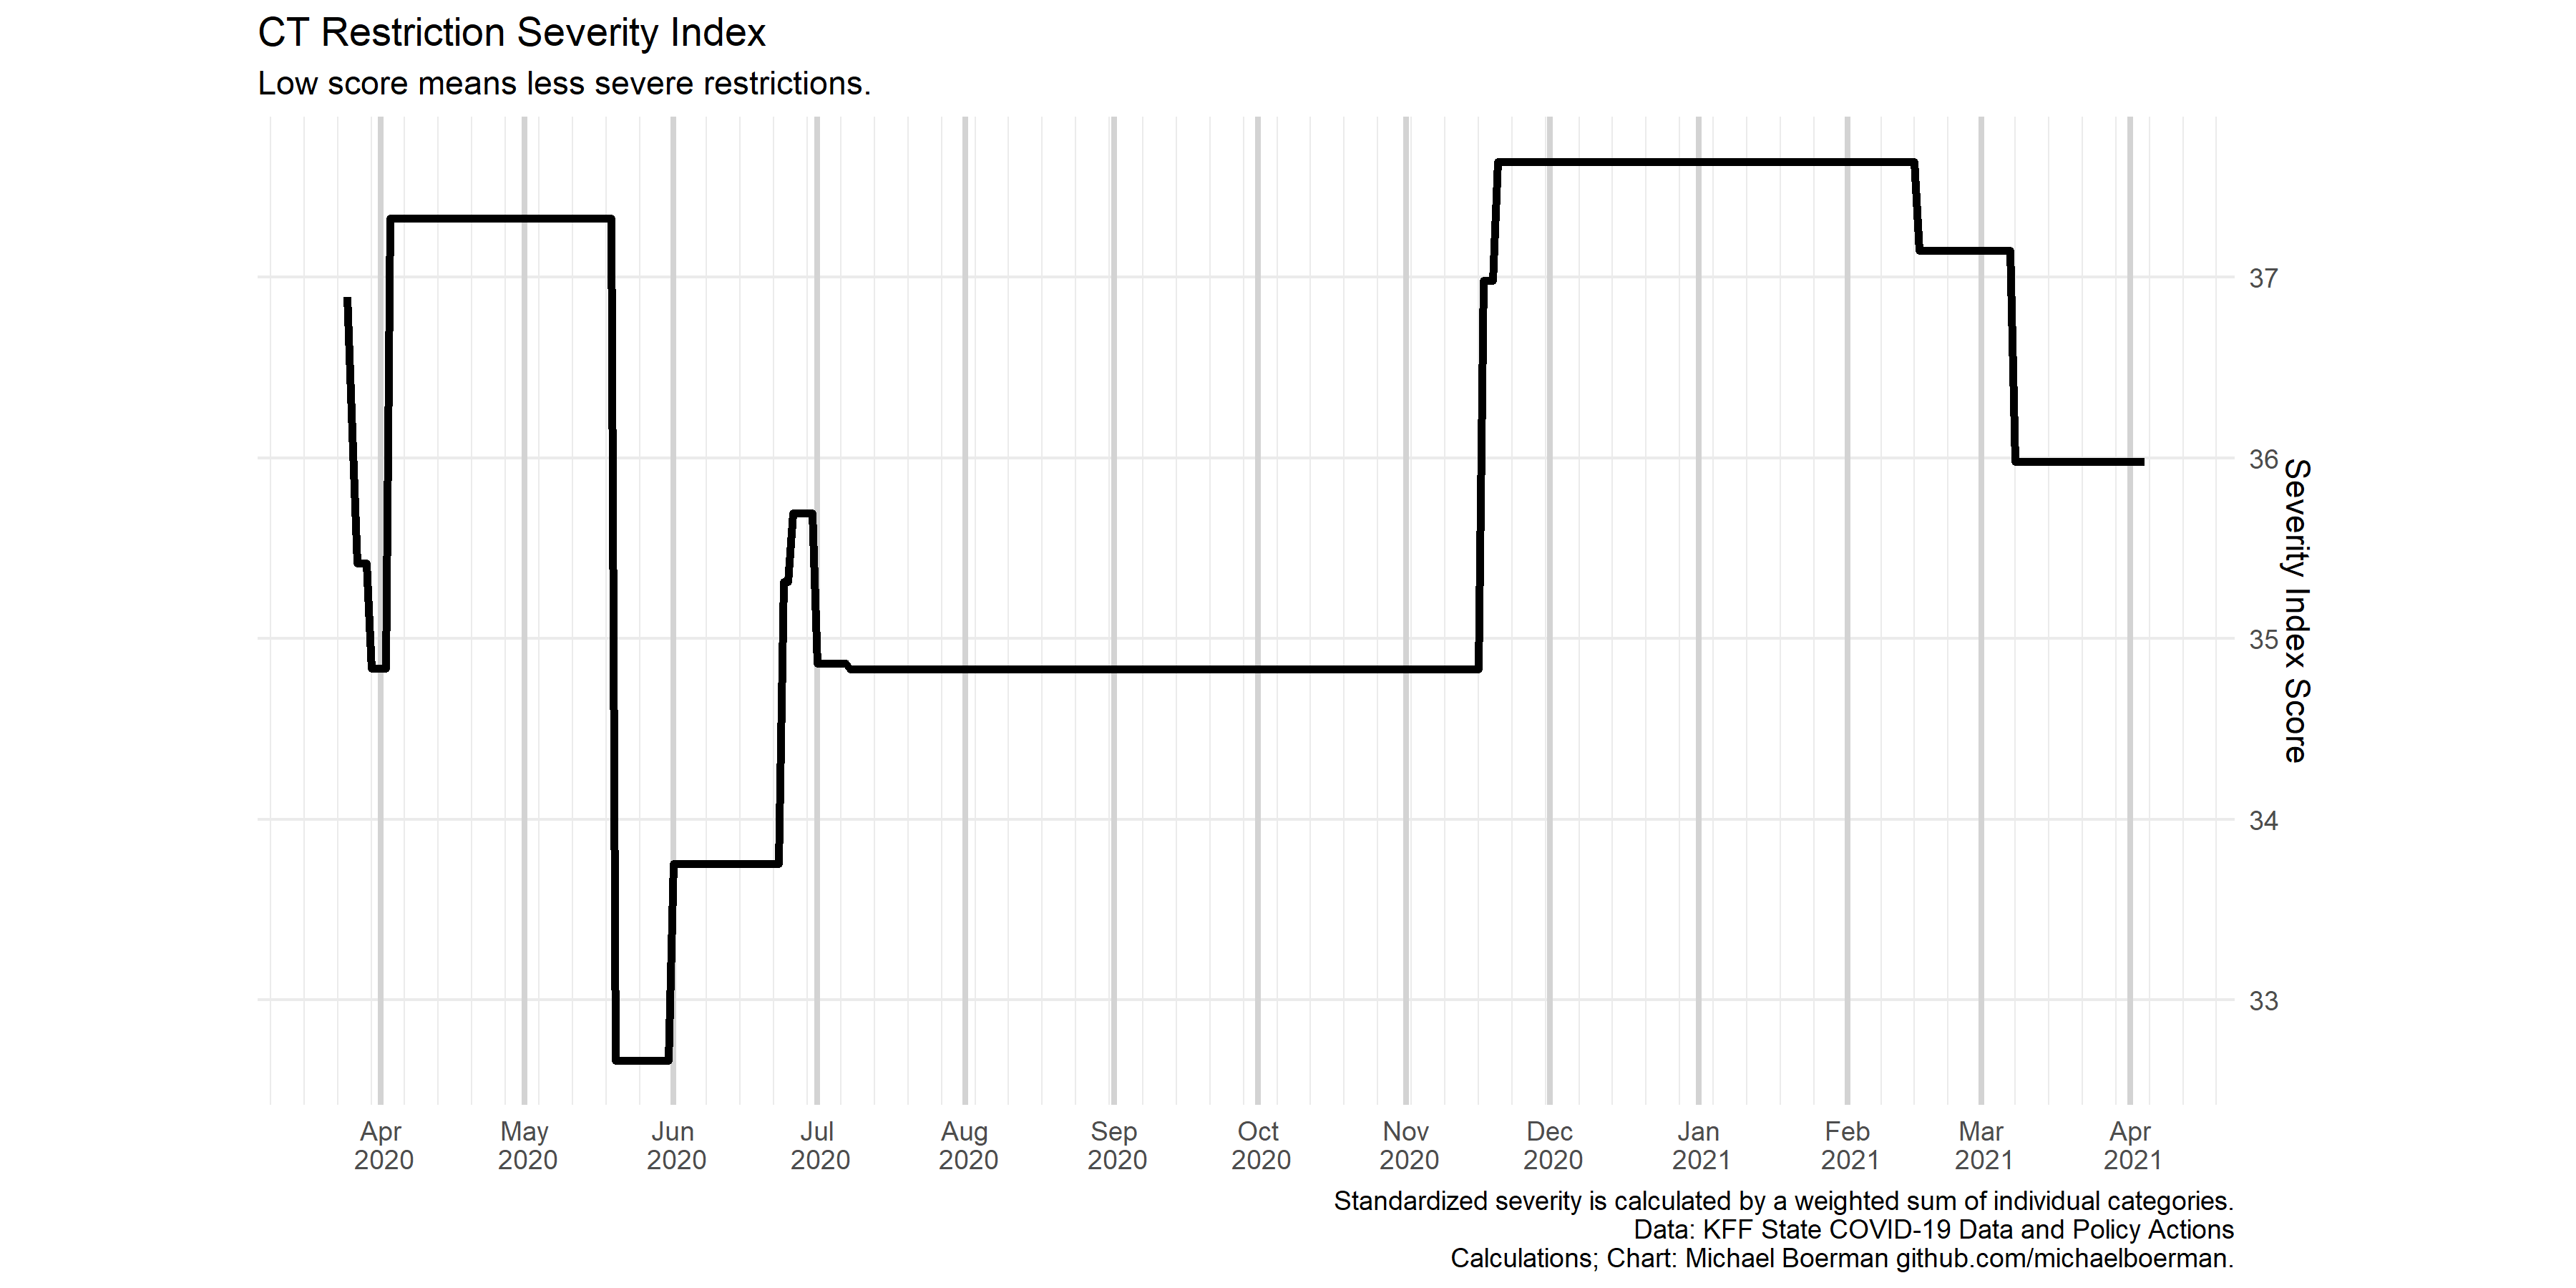 CT Restriction Severity Index
Low score means less severe restrictions.
37
36
35
34
33
Severity Index Score
Apr May Jun Jul Aug Sep Oct Nov Dec Jan Feb Mar Apr
2020 2020 2020 2020 2020 2020 2020 2020 2020 2021 2021 2021 2021
Standardized severity is calculated by a weighted sum of individual categories.
Data: KFF State COVID-19 Data and Policy Actions
Calculations; Chart: Michael Boerman github.com/michaelboerman.